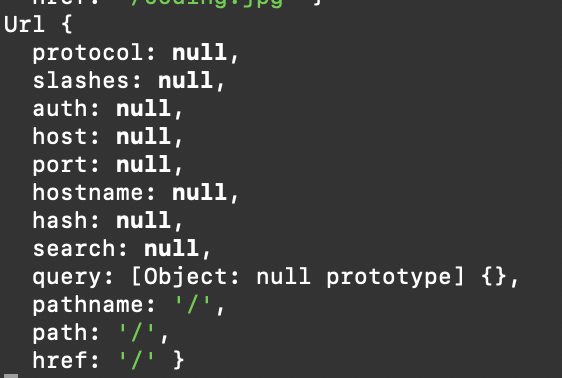 href: '/coding.jpg' }
Url {
  protocol: null,
  slashes: null,
  auth: null,
  host: null,
  port: null,
  hostname: null,
  hash: null,
  search: null,
  query: [Object: null prototype] {},
  pathname: '/',
  path: '/',
  href: '/' }